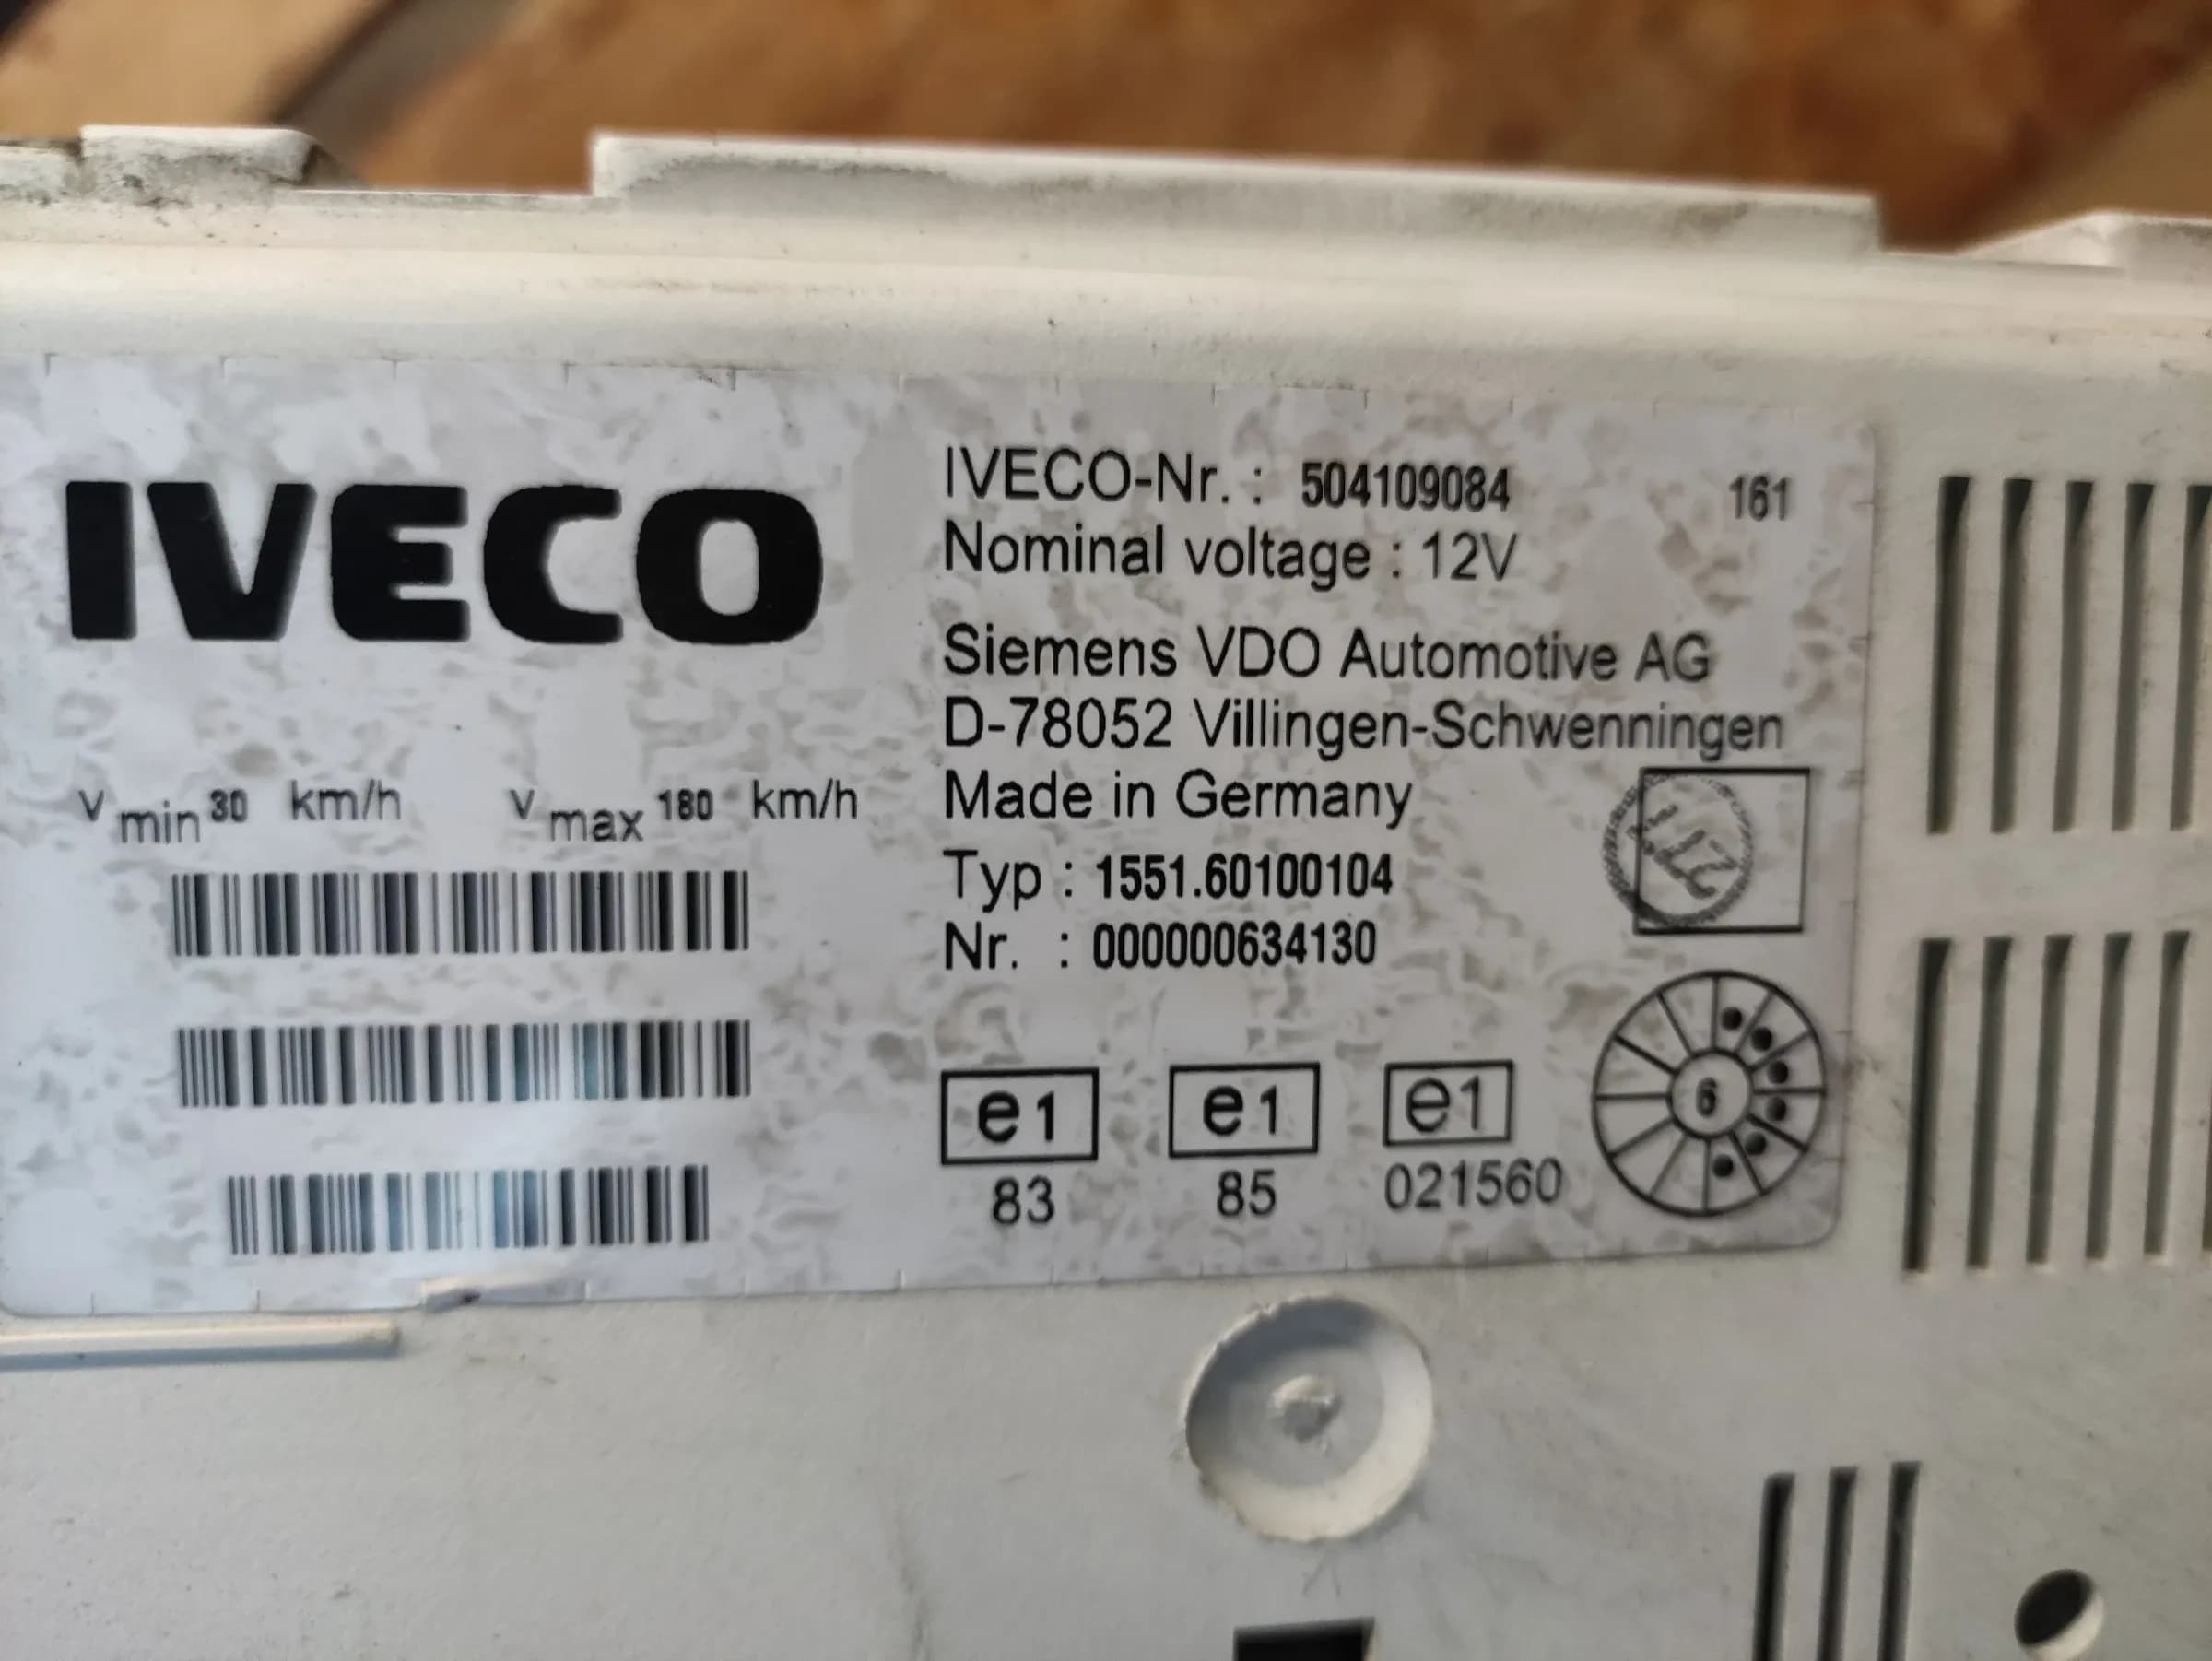 IVECO
IVECO-Nr. : 504109084 161
Nominal voltage : 12V
Siemens VDO Automotive AG
D-78052 Villingen-Schwenningen
Made in Germany
v min 30 km/h v max 180 km/h
Typ : 1551.60100104
Nr. : 000000634130
e1 e1 e1
83 85 021560
6